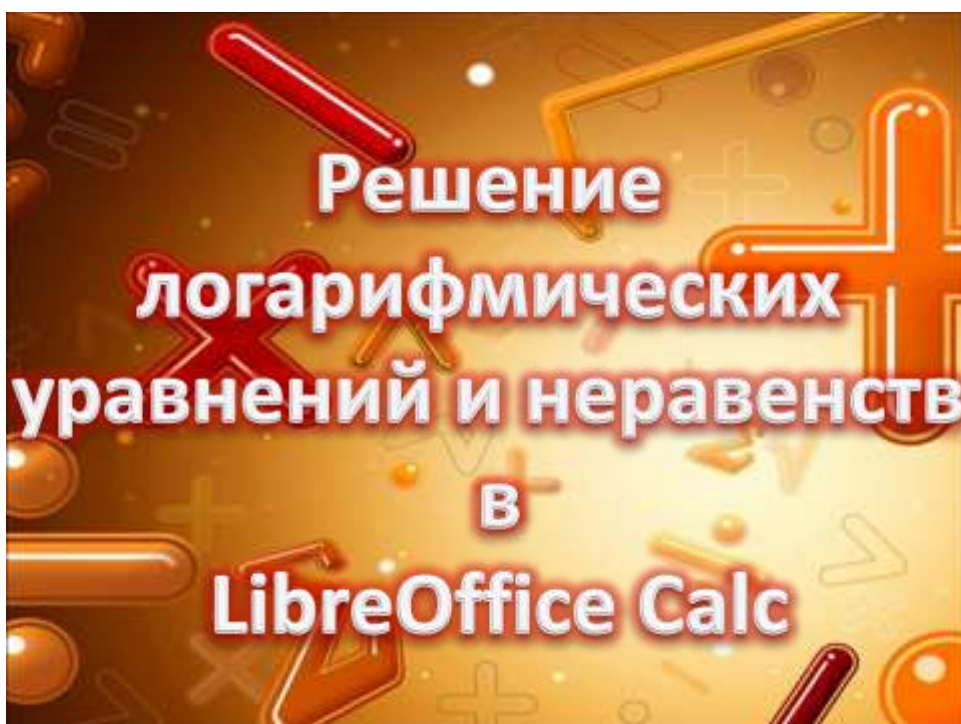 Решение
логарифмических
уравнений и неравенств
в
LibreOffice Calc